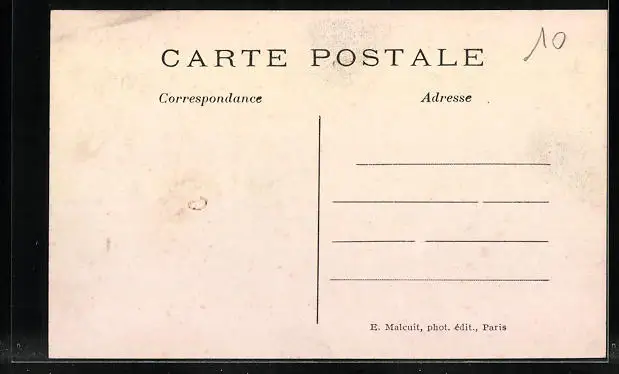 CARTE POSTALE
10
Correspondance
Adresse
E. Malcuit, phot. édit., Paris